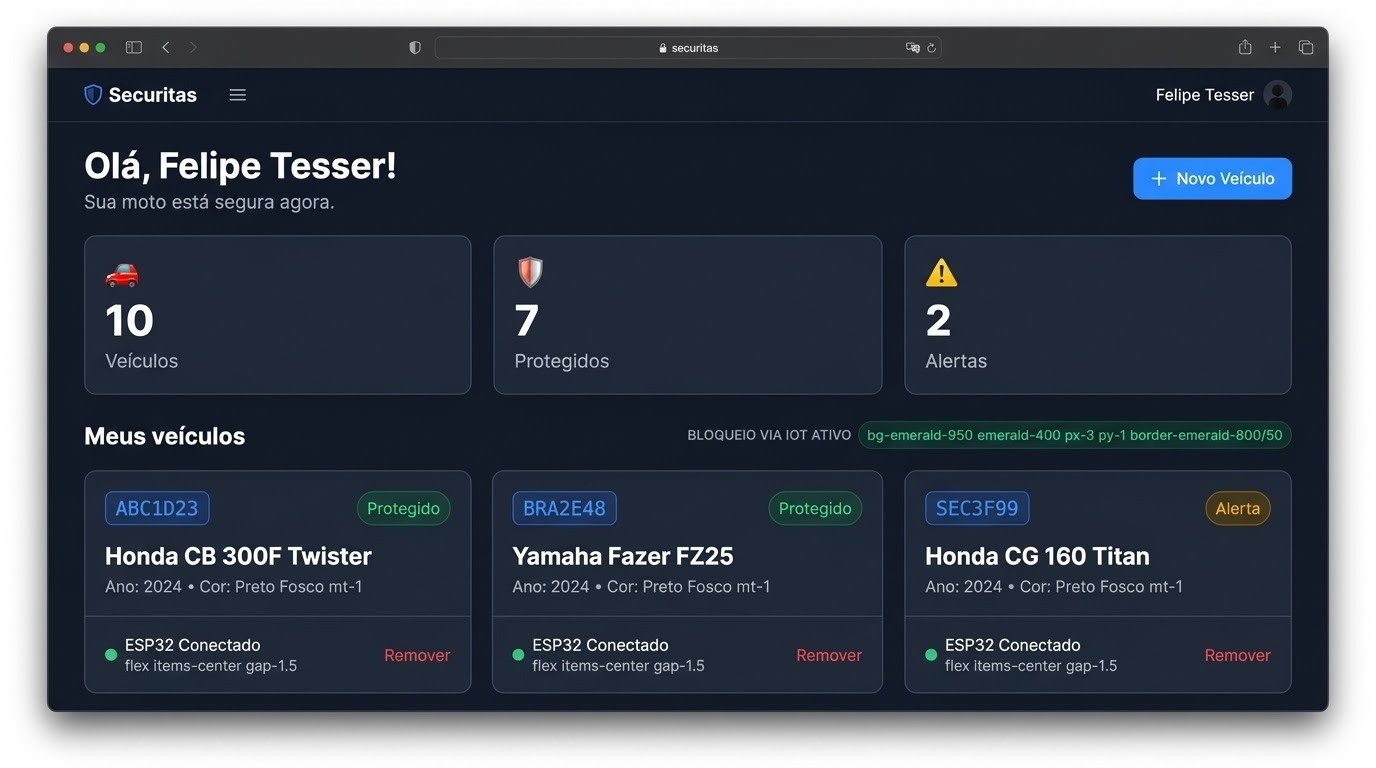 securitas
Securitas
Felipe Tesser
Olá, Felipe Tesser!
Sua moto está segura agora.
+ Novo Veículo
10
Veículos
7
Protegidos
2
Alertas
Meus veículos
BLOQUEIO VIA IOT ATIVO bg-emerald-950 emerald-400 px-3 py-1 border-emerald-800/50
ABC1D23 Protegido
Honda CB 300F Twister
Ano: 2024 • Cor: Preto Fosco mt-1
ESP32 Conectado
flex items-center gap-1.5
Remover
BRA2E48 Protegido
Yamaha Fazer FZ25
Ano: 2024 • Cor: Preto Fosco mt-1
ESP32 Conectado
flex items-center gap-1.5
Remover
SEC3F99 Alerta
Honda CG 160 Titan
Ano: 2024 • Cor: Preto Fosco mt-1
ESP32 Conectado
flex items-center gap-1.5
Remover